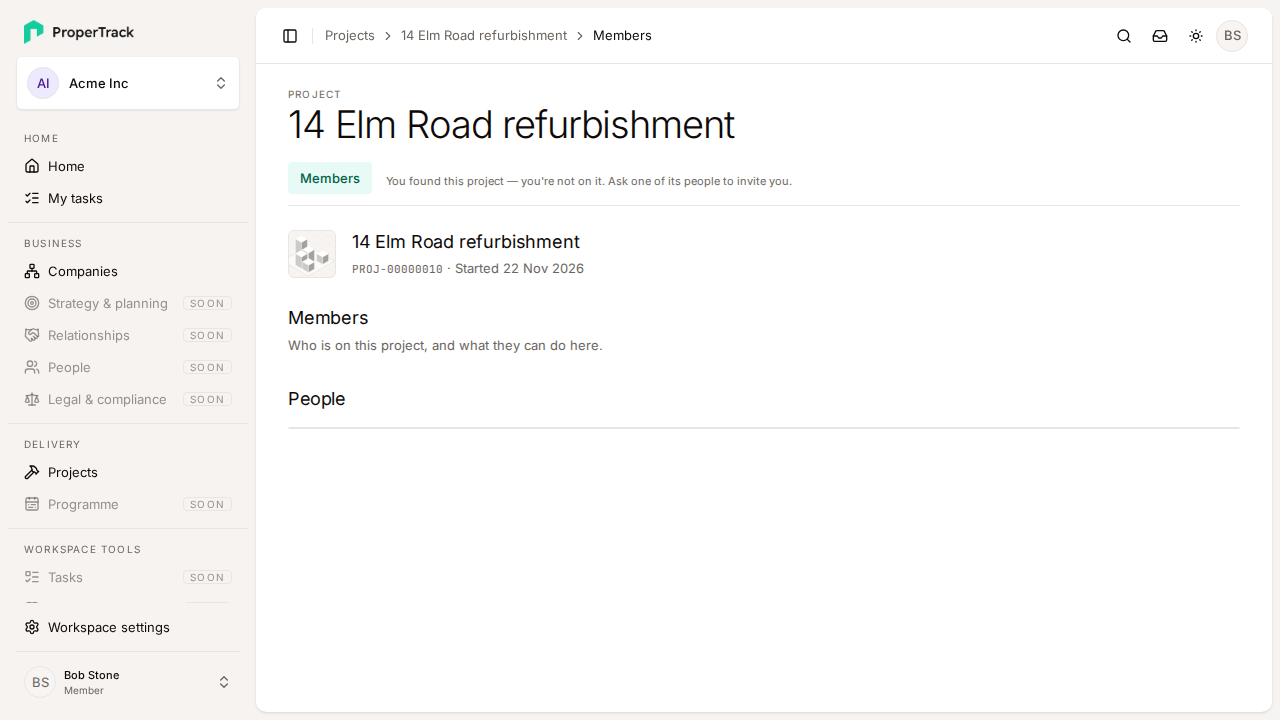 ProperTrack
AI Acme Inc
HOME
Home
My tasks
BUSINESS
Companies
Strategy & planning SOON
Relationships SOON
People SOON
Legal & compliance SOON
DELIVERY
Projects
Programme SOON
WORKSPACE TOOLS
Tasks SOON
Workspace settings
BS Bob Stone
Member
Projects > 14 Elm Road refurbishment > Members
BS
PROJECT
14 Elm Road refurbishment
Members You found this project — you're not on it. Ask one of its people to invite you.
14 Elm Road refurbishment
PROJ-00000010 · Started 22 Nov 2026
Members
Who is on this project, and what they can do here.
People